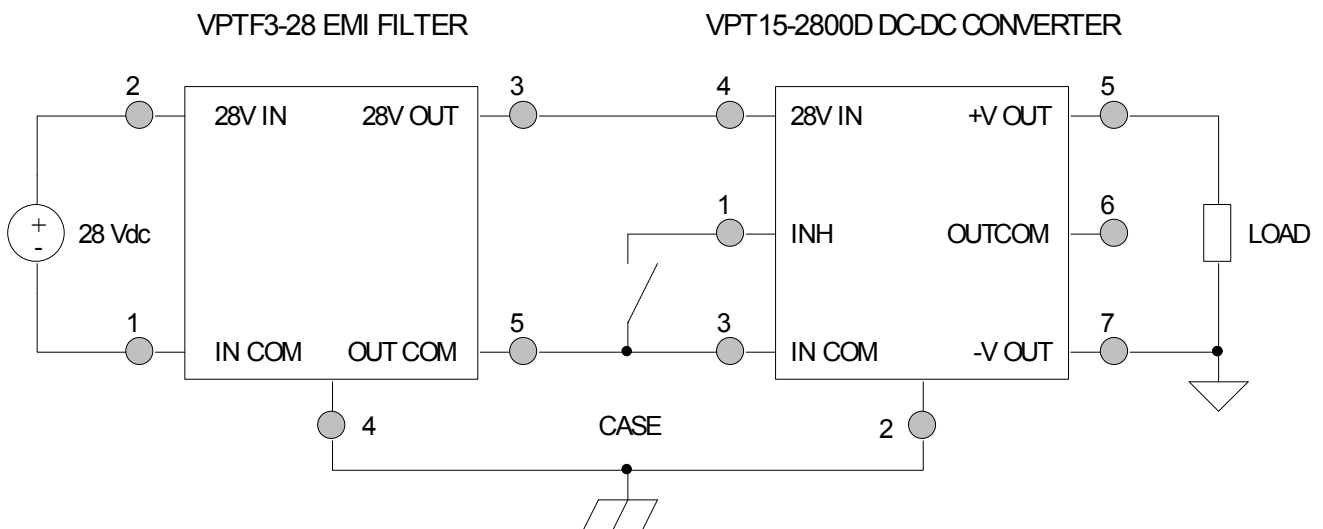 VPTF3-28 EMI FILTER
VPT15-2800D DC-DC CONVERTER
2
3
4
5
28V IN
28V OUT
28V IN
+V OUT
1
6
+
-
28 Vdc
INH
OUTCOM
LOAD
1
5
3
7
IN COM
OUT COM
IN COM
-V OUT
4
CASE
2